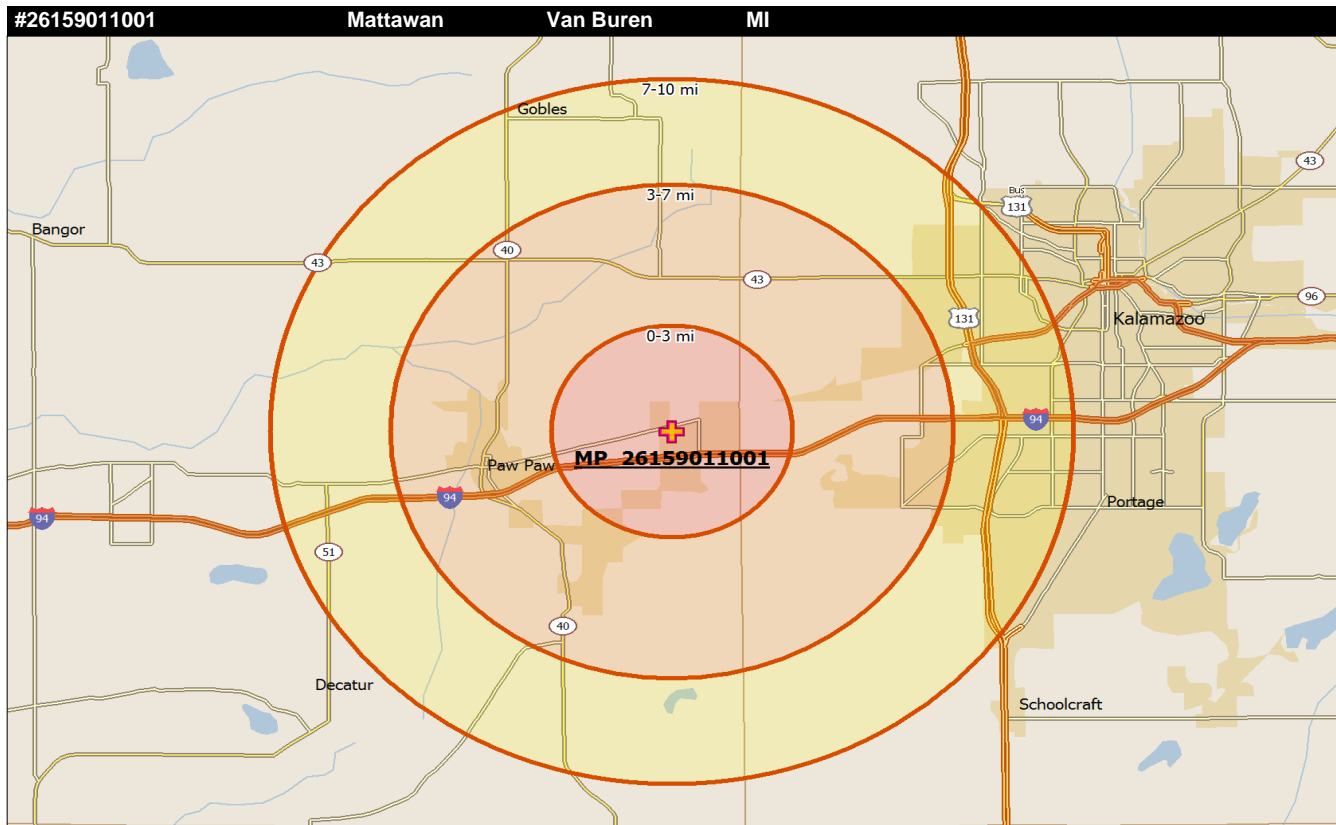 #26159011001 Mattawan Van Buren MI
7-10 mi
Gobles
43
3-7 mi
Bus
131
Bangor
40
43
43
96
131
Kalamazoo
0-3 mi
94
MP 26159011001
Paw Paw
94
Portage
94
51
40
Decatur
Schoolcraft